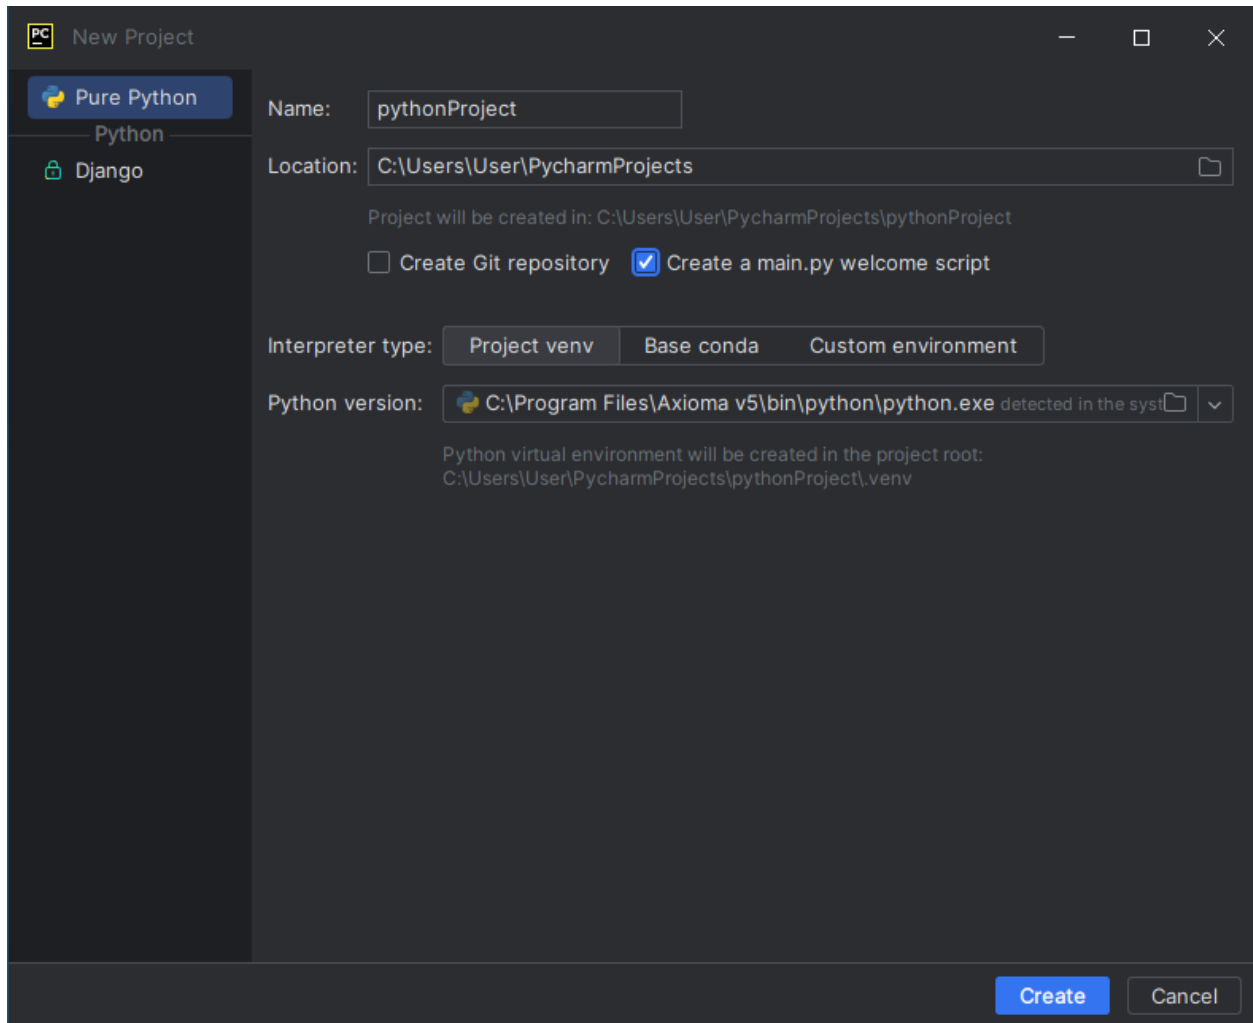 PC New Project
Pure Python
Python
Django
Name: pythonProject
Location: C:\Users\User\PycharmProjects
Project will be created in: C:\Users\User\PycharmProjects\pythonProject
Create Git repository Create a main.py welcome script
Interpreter type: Project venv Base conda Custom environment
Python version: C:\Program Files\Axioma v5\bin\python\python.exe detected in the syst
Python virtual environment will be created in the project root:
C:\Users\User\PycharmProjects\pythonProject\.venv
Create Cancel